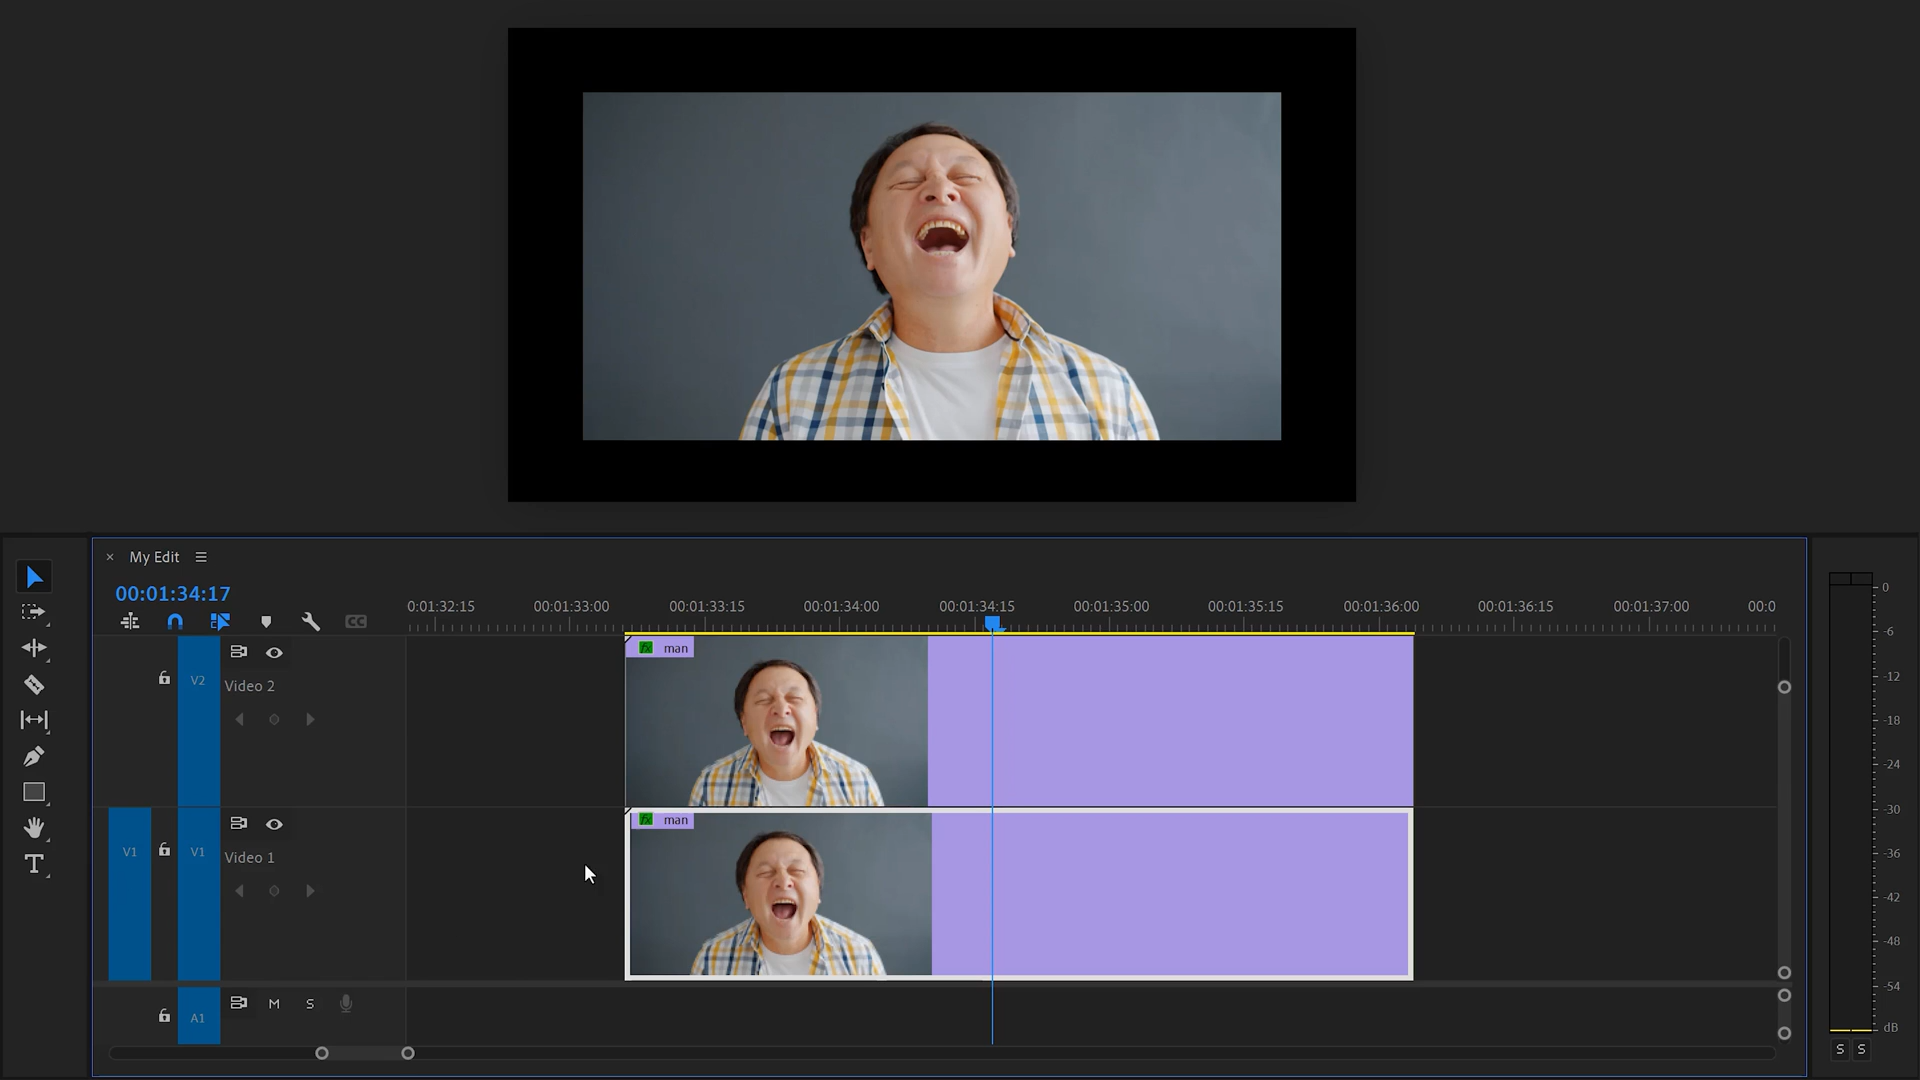 × My Edit
00:01:34:17
0:01:32:15 00:01:33:00 00:01:33:15 00:01:34:00 00:01:34:15 00:01:35:00 00:01:35:15 00:01:36:00 00:01:36:15 00:01:37:00 00:0
CC
fx man
V2 Video 2
fx man
V1 V1 Video 1
A1 M S
0
-6
-12
-18
-24
-30
-36
-42
-48
-54
dB
S S
T